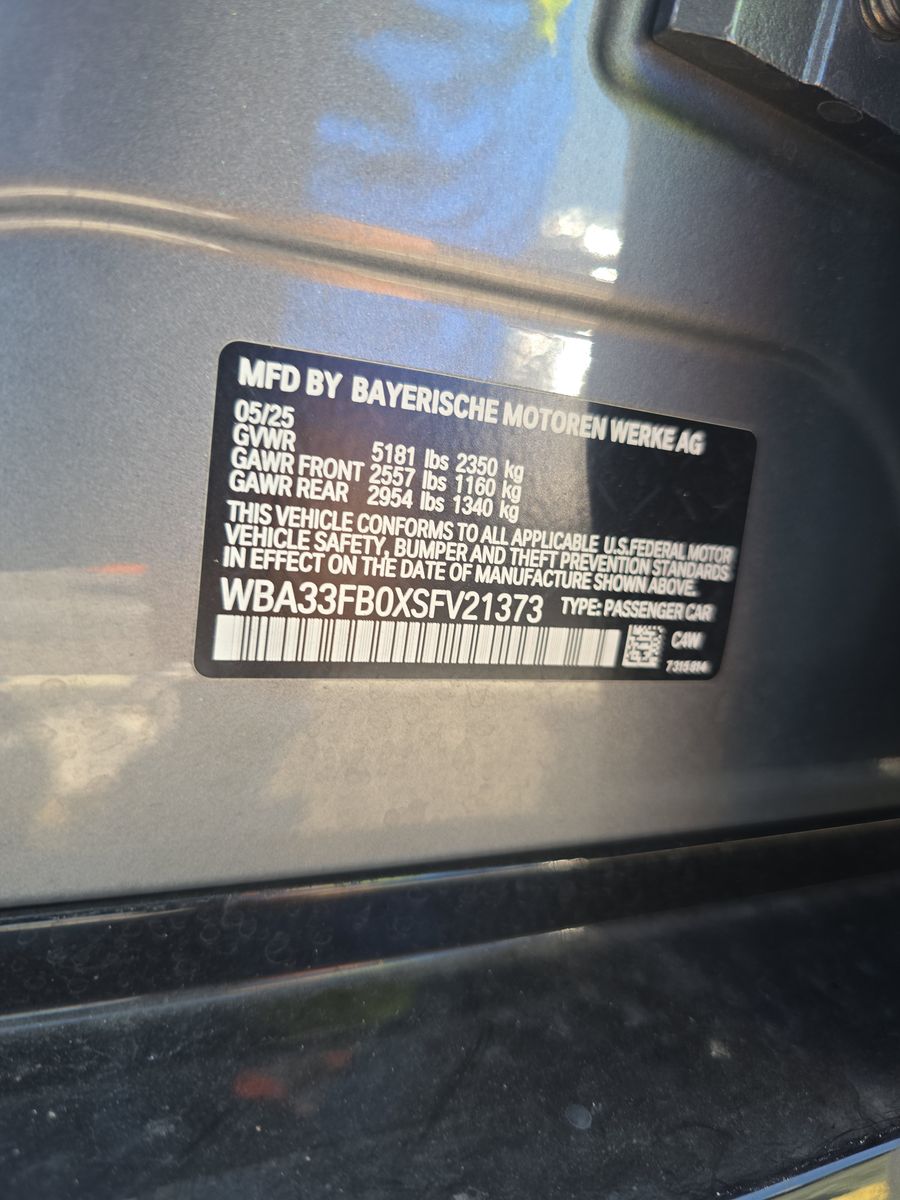 MFD BY BAYERISCHE MOTOREN WERKE AG
05/25
GVWR 5181 lbs 2350 kg
GAWR FRONT 2557 lbs 1160 kg
GAWR REAR 2954 lbs 1340 kg
THIS VEHICLE CONFORMS TO ALL APPLICABLE U.S.FEDERAL MOTOR
VEHICLE SAFETY, BUMPER AND THEFT PREVENTION STANDARDS
IN EFFECT ON THE DATE OF MANUFACTURE SHOWN ABOVE.
WBA33FB0XSFV21373 TYPE: PASSENGER CAR
C4W
7315914